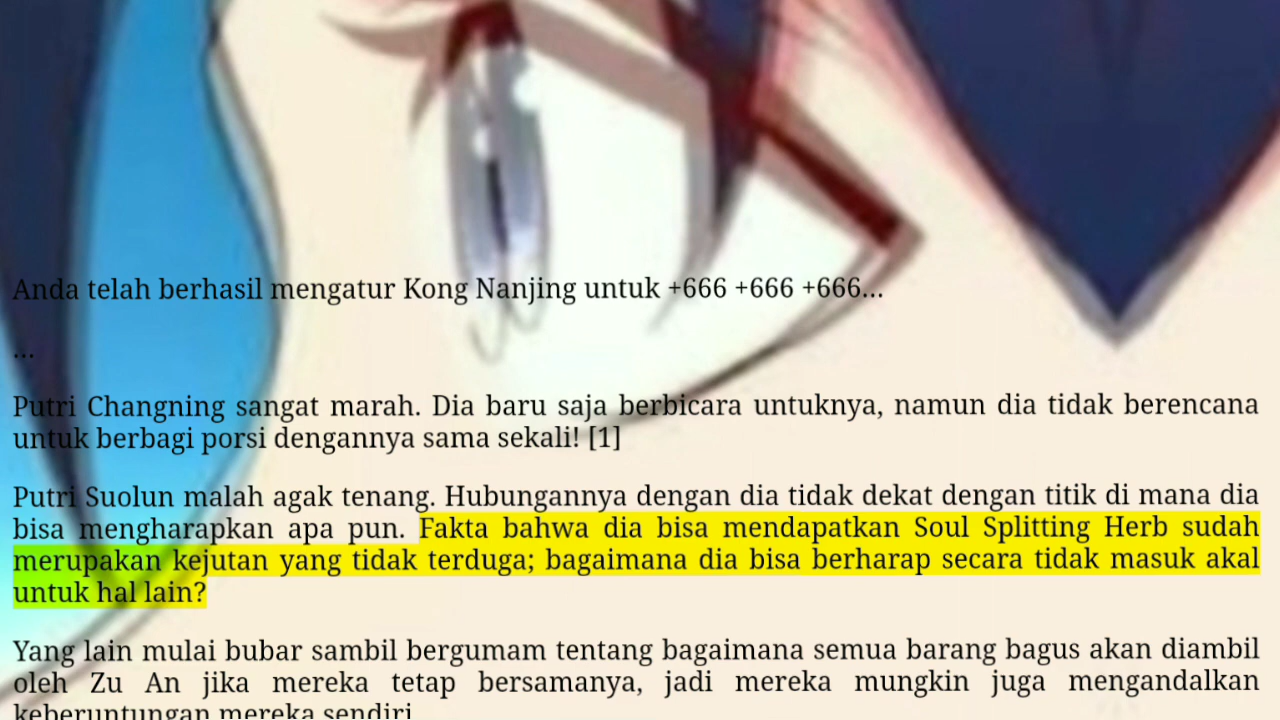 Anda telah berhasil mengatur Kong Nanjing untuk +666 +666 +666...
...
Putri Changning sangat marah. Dia baru saja berbicara untuknya, namun dia tidak berencana
untuk berbagi porsi dengannya sama sekali! [1]
Putri Suolun malah agak tenang. Hubungannya dengan dia tidak dekat dengan titik di mana dia
bisa mengharapkan apa pun. Fakta bahwa dia bisa mendapatkan Soul Splitting Herb sudah
merupakan kejutan yang tidak terduga; bagaimana dia bisa berharap secara tidak masuk akal
untuk hal lain?
Yang lain mulai bubar sambil bergumam tentang bagaimana semua barang bagus akan diambil
oleh Zu An jika mereka tetap bersamanya, jadi mereka mungkin juga mengandalkan
keberuntungan mereka sendiri